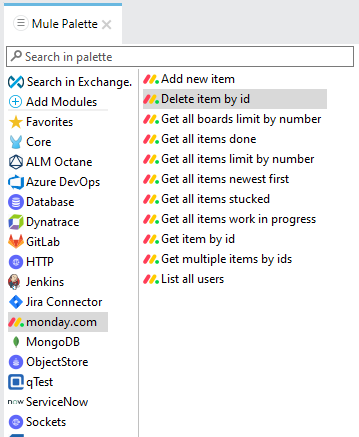 Mule Palette
Search in palette
Search in Exchange.
Add Modules
Favorites
Core
ALM Octane
Azure DevOps
Database
Dynatrace
GitLab
HTTP
Jenkins
Jira Connector
monday.com
MongoDB
ObjectStore
qTest
now ServiceNow
Sockets
Add new item
Delete item by id
Get all boards limit by number
Get all items done
Get all items limit by number
Get all items newest first
Get all items stucked
Get all items work in progress
Get item by id
Get multiple items by ids
List all users